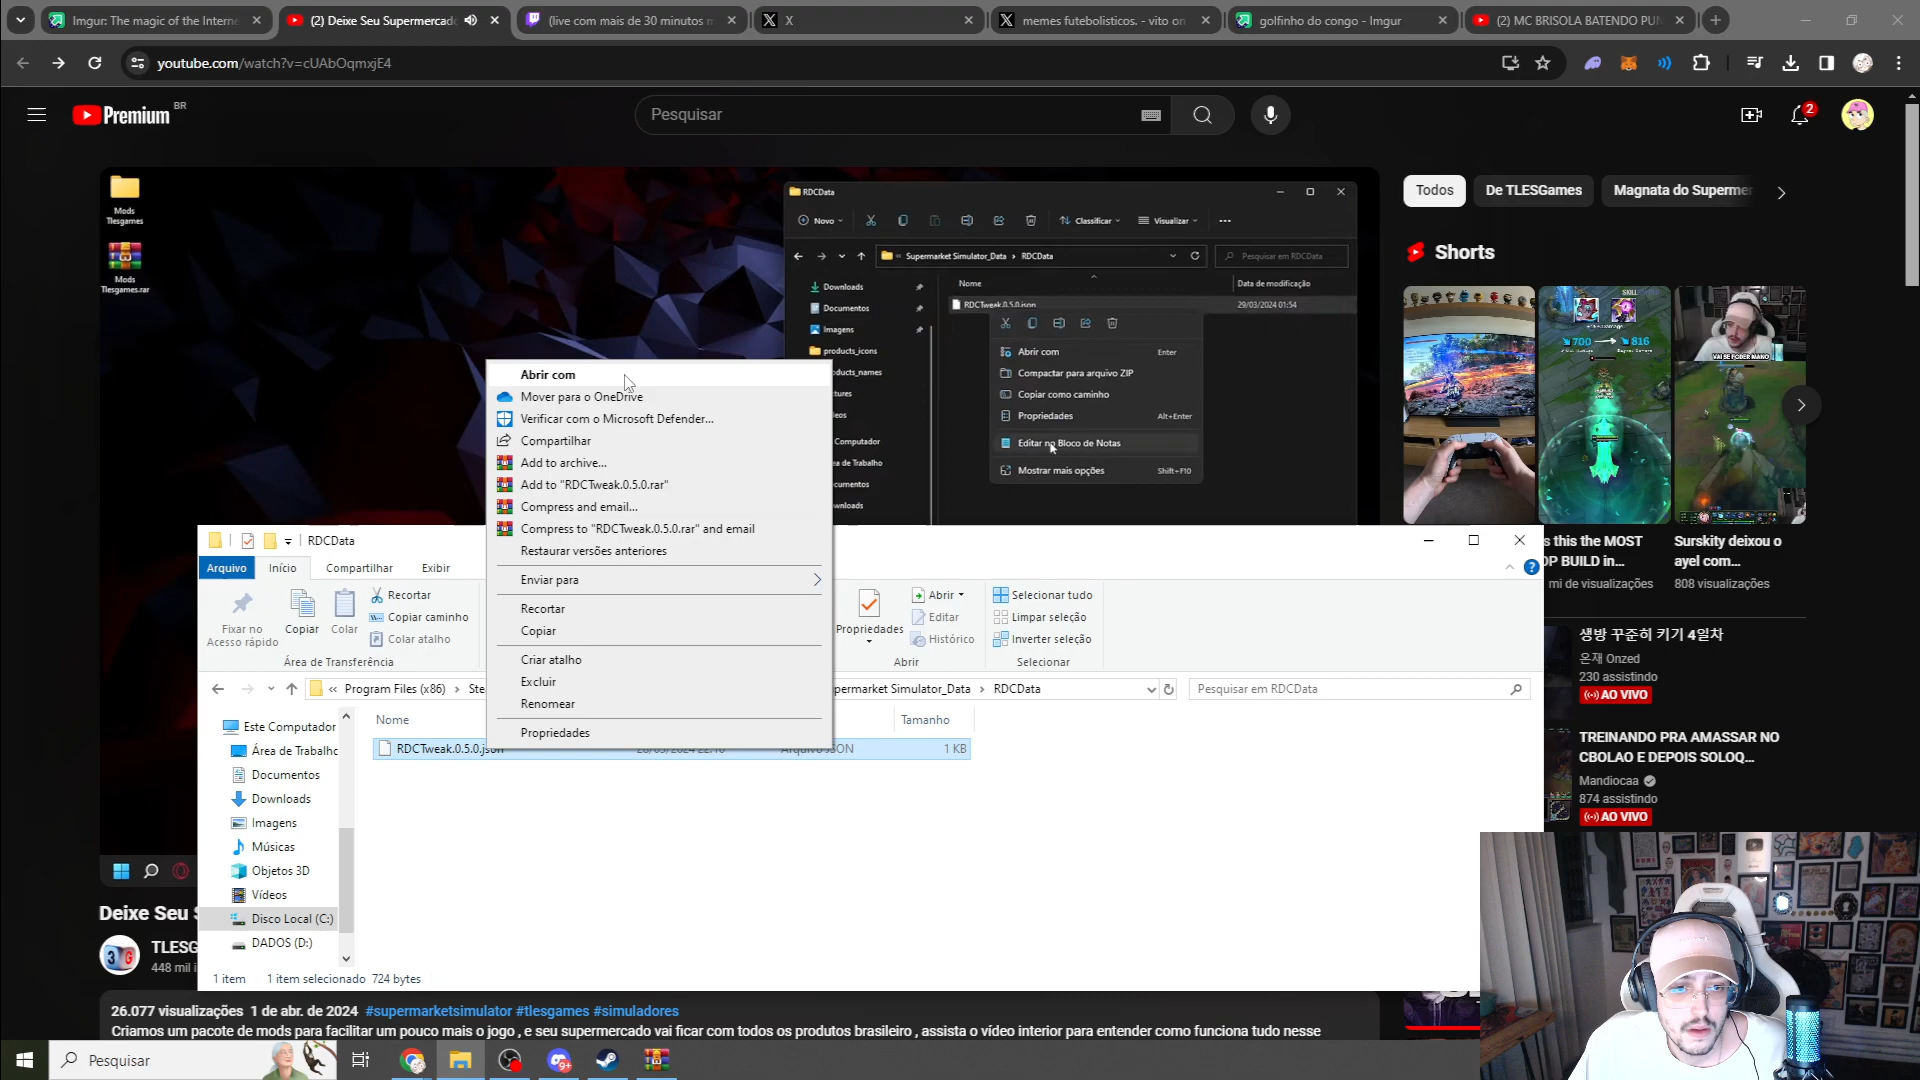 Imgur: The magic of the Interne
(2) Deixe Seu Supermercado
(live com mais de 30 minutos
X
memes futebolisticos. - vito on
golfinho do congo - Imgur
(2) MC BRISOLA BATENDO PUN
youtube.com/watch?v=cUAbOqmxjE4
Premium BR
Pesquisar
2
Mods
Tlesgames
Mods
Tlesgames.rar
RDCData
Novo
Classificar
Visualizar
Supermarket Simulator_Data > RDCData
Pesquisar em RDCData
Nome
Data de modificação
Downloads
Documentos
Imagens
products_icons
RDCTweak.0.5.0.json
29/03/2024 01:54
Abrir com Enter
Compactar para arquivo ZIP
Copiar como caminho
Propriedades Alt+Enter
Editar no Bloco de Notas
Mostrar mais opções Shift+F10
Todos
De TLESGames
Magnata do Supermer
Shorts
s this the MOST
OP BUILD in...
mi de visualizações
Surskity deixou o
ayel com...
808 visualizações
Abrir com
Mover para o OneDrive
Verificar com o Microsoft Defender...
Compartilhar
Add to archive...
Add to "RDCTweak.0.5.0.rar"
Compress and email...
Compress to "RDCTweak.0.5.0.rar" and email
Restaurar versões anteriores
Enviar para
Recortar
Copiar
Criar atalho
Excluir
Renomear
Propriedades
RDCData
Arquivo
Início
Compartilhar
Exibir
Fixar no
Acesso rápido
Copiar
Colar
Recortar
Copiar caminho
Colar atalho
Área de Transferência
Propriedades
Abrir
Editar
Histórico
Abrir
Selecionar tudo
Limpar seleção
Inverter seleção
Selecionar
« Program Files (x86) > Ste
permarket Simulator_Data > RDCData
Pesquisar em RDCData
Este Computador
Área de Trabalho
Documentos
Downloads
Imagens
Músicas
Objetos 3D
Vídeos
Disco Local (C:)
DADOS (D:)
Nome
Tamanho
RDCTweak.0.5.0.json
1 KB
1 item
1 item selecionado 724 bytes
생방 꾸준히 키기 4일차
온재 Onzed
230 assistindo
AO VIVO
TREINANDO PRA AMASSAR NO
CBOLAO E DEPOIS SOLOQ...
Mandiocaa
874 assistindo
AO VIVO
Deixe Seu S
TLESG
448 mil i
26.077 visualizações 1 de abr. de 2024 #supermarketsimulator #tlesgames #simuladores
Criamos um pacote de mods para facilitar um pouco mais o jogo , e seu supermercado vai ficar com todos os produtos brasileiro , assista o vídeo interior para entender como funciona tudo nesse
Pesquisar